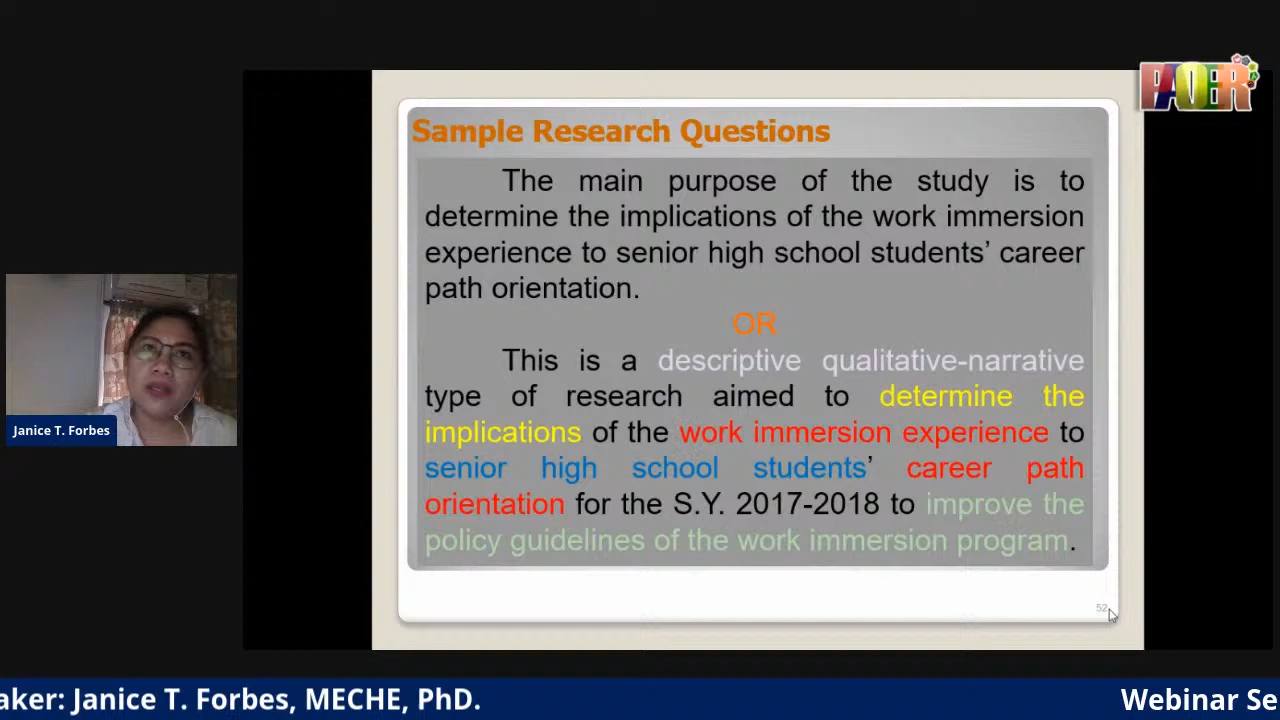 PAOER
Sample Research Questions
The main purpose of the study is to
determine the implications of the work immersion
experience to senior high school students’ career
path orientation.
OR
This is a descriptive qualitative-narrative
type of research aimed to determine the
implications of the work immersion experience to
senior high school students’ career path
orientation for the S.Y. 2017-2018 to improve the
policy guidelines of the work immersion program.
52
Janice T. Forbes
aker: Janice T. Forbes, MECHE, PhD.
Webinar Se